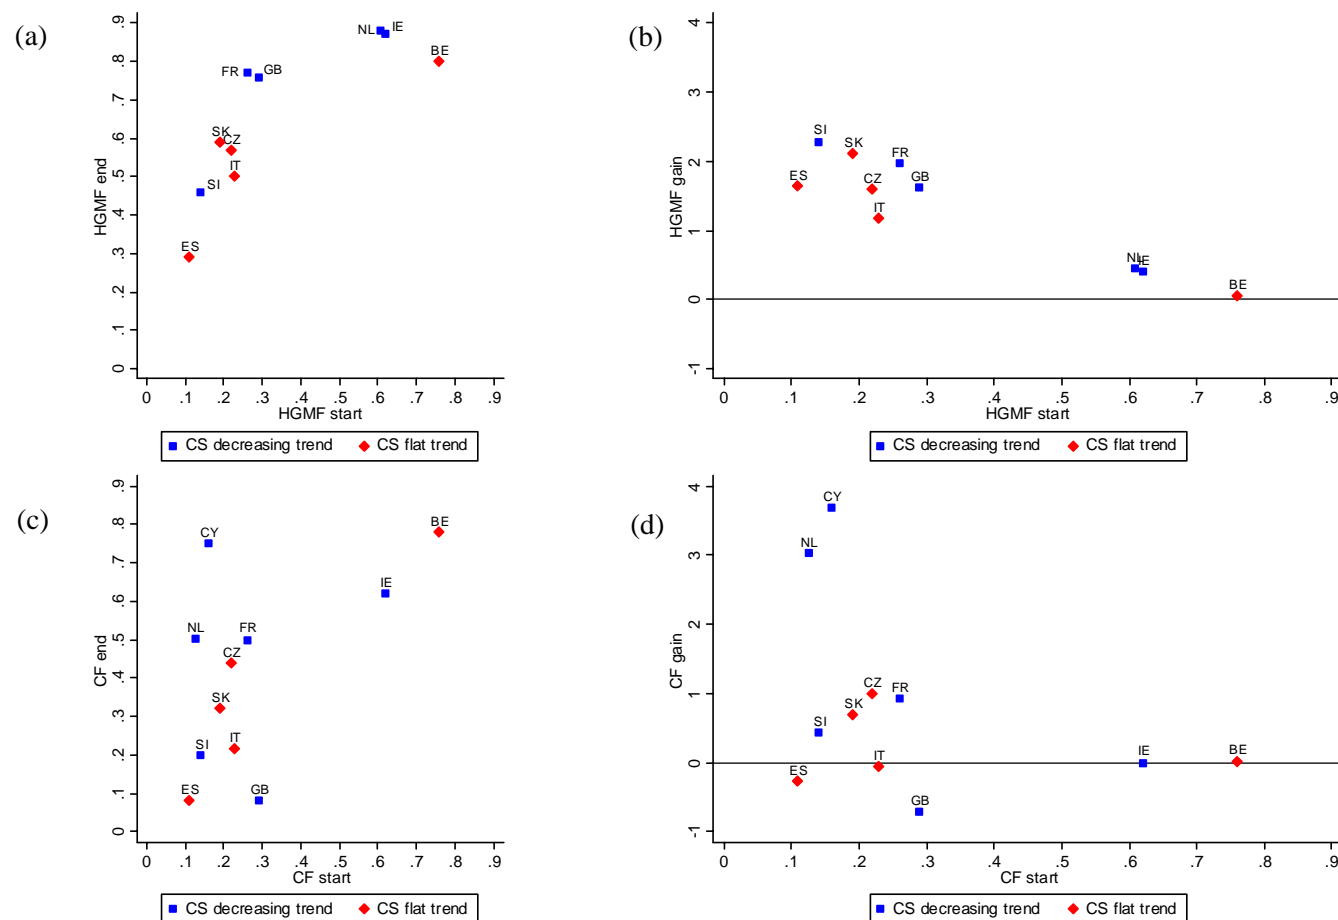 (a)
HGMF end
.9
.8
.7
.6
.5
.4
.3
.2
.1
0
NL
IE
BE
FR
GB
SK
CZ
IT
SI
ES
0 .1 .2 .3 .4 .5 .6 .7 .8 .9
HGMF start
CS decreasing trend CS flat trend
(b)
HGMF gain
4
3
2
1
0
-1
SI
SK
FR
ES
CZ
GB
IT
NL
IE
BE
0 .1 .2 .3 .4 .5 .6 .7 .8 .9
HGMF start
CS decreasing trend CS flat trend
(c)
CF end
.9
.8
.7
.6
.5
.4
.3
.2
.1
0
CY
BE
IE
NL
FR
CZ
SK
SI
IT
ES
GB
0 .1 .2 .3 .4 .5 .6 .7 .8 .9
CF start
CS decreasing trend CS flat trend
(d)
CF gain
4
3
2
1
0
-1
CY
NL
CZ
FR
SK
SI
IT
ES
GB
IE
BE
0 .1 .2 .3 .4 .5 .6 .7 .8 .9
CF start
CS decreasing trend CS flat trend